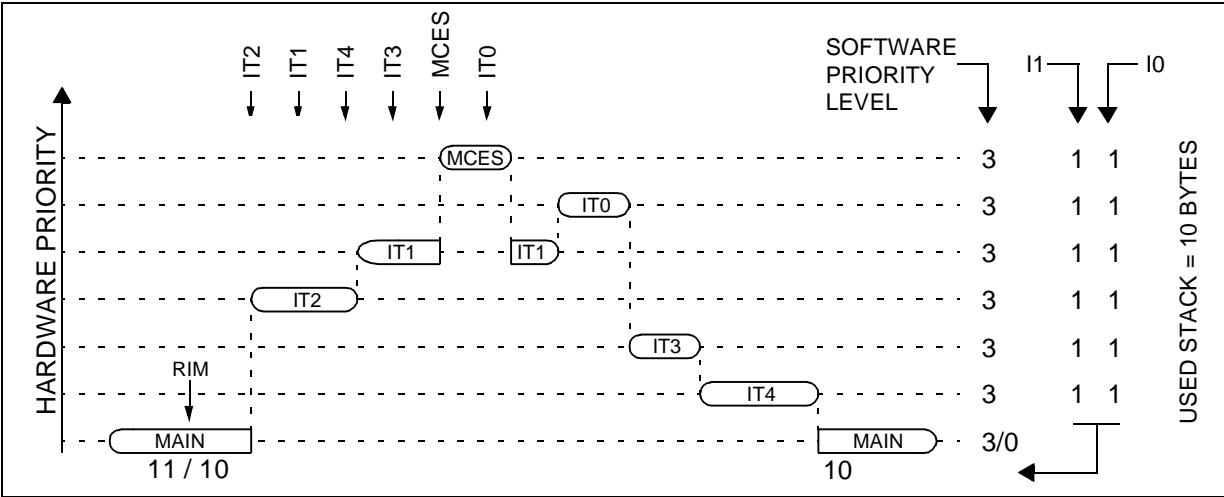 IT2
IT1
IT4
IT3
MCES
IT0
SOFTWARE
PRIORITY
LEVEL
I1
I0
HARDWARE PRIORITY
MCES
3
1 1
IT0
3
1 1
IT1
IT1
3
1 1
IT2
3
1 1
IT3
3
1 1
RIM
IT4
3
1 1
MAIN
MAIN
3/0
11 / 10
10
USED STACK = 10 BYTES